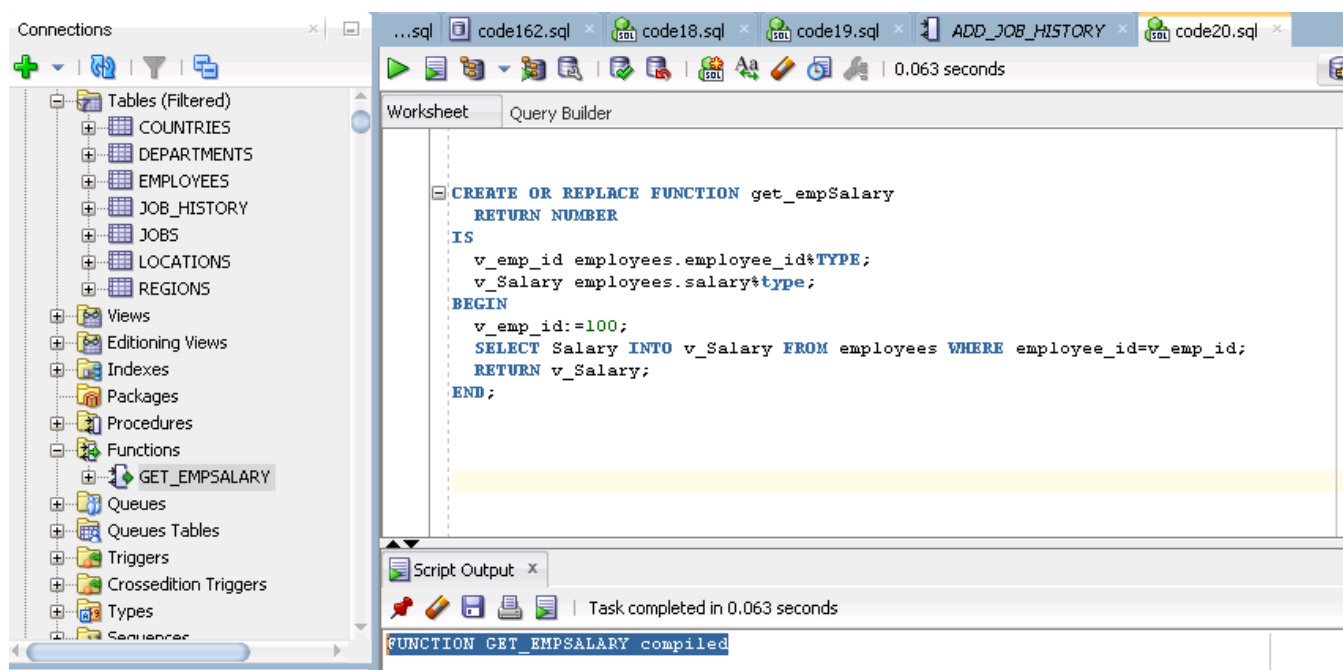 Connections
Tables (Filtered)
COUNTRIES
DEPARTMENTS
EMPLOYEES
JOB_HISTORY
JOBS
LOCATIONS
REGIONS
Views
Editioning Views
Indexes
Packages
Procedures
Functions
GET_EMPSALARY
Queues
Queues Tables
Triggers
Crossedition Triggers
Types
Sequences
...sql code162.sql code18.sql code19.sql ADD_JOB_HISTORY code20.sql
0.063 seconds
Worksheet Query Builder
CREATE OR REPLACE FUNCTION get_empSalary
RETURN NUMBER
IS
v_emp_id employees.employee_id%TYPE;
v_Salary employees.salary%type;
BEGIN
v_emp_id:=100;
SELECT Salary INTO v_Salary FROM employees WHERE employee_id=v_emp_id;
RETURN v_Salary;
END;
Script Output
Task completed in 0.063 seconds
FUNCTION GET_EMPSALARY compiled